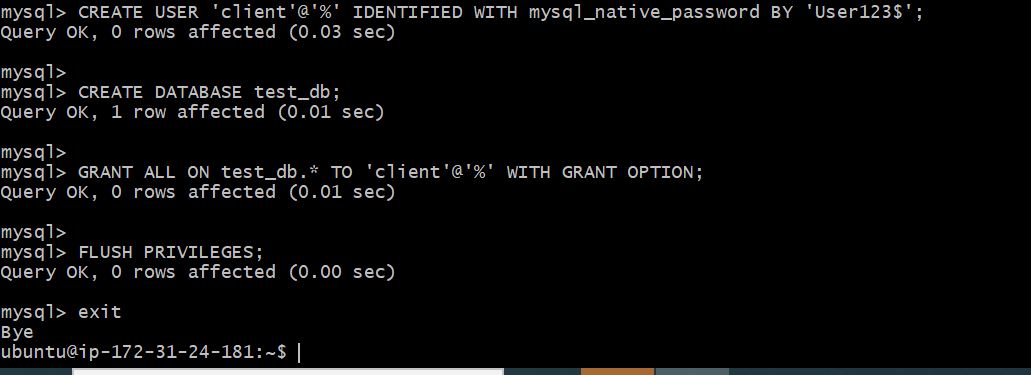 mysql> CREATE USER 'client'@'%' IDENTIFIED WITH mysql_native_password BY 'User123$';
Query OK, 0 rows affected (0.03 sec)
mysql>
mysql> CREATE DATABASE test_db;
Query OK, 1 row affected (0.01 sec)
mysql>
mysql> GRANT ALL ON test_db.* TO 'client'@'%' WITH GRANT OPTION;
Query OK, 0 rows affected (0.01 sec)
mysql>
mysql> FLUSH PRIVILEGES;
Query OK, 0 rows affected (0.00 sec)
mysql> exit
Bye
ubuntu@ip-172-31-24-181:~$